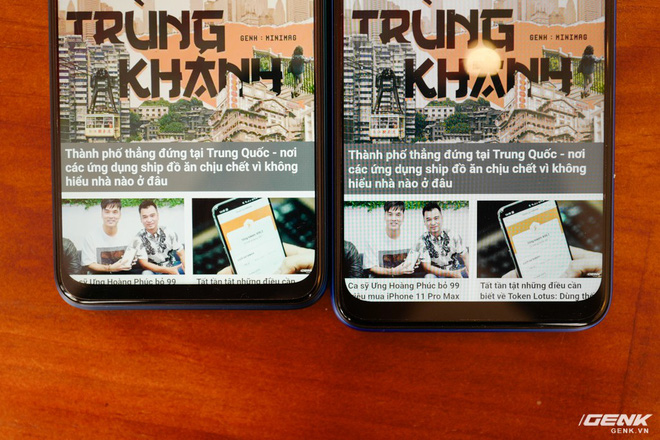 TRÙNG
GENK : MINIMAG
KHÁNH
Thành phố thẳng đứng tại Trung Quốc - nơi
các ứng dụng ship đồ ăn chịu chết vì không
hiểu nhà nào ở đâu
Ca sỹ Ưng Hoàng Phúc bỏ 99
Tất tần tật những điều cần
TRÙNG
GENK : MINIMAG
KHÁNH
Thành phố thẳng đứng tại Trung Quốc - nơi
các ứng dụng ship đồ ăn chịu chết vì không
hiểu nhà nào ở đâu
Ca sỹ Ưng Hoàng Phúc bỏ 99
triệu mua iPhone 11 Pro Max
Tất tần tật những điều cần
biết về Token Lotus: Dùng thế
GENK
GENK.VN